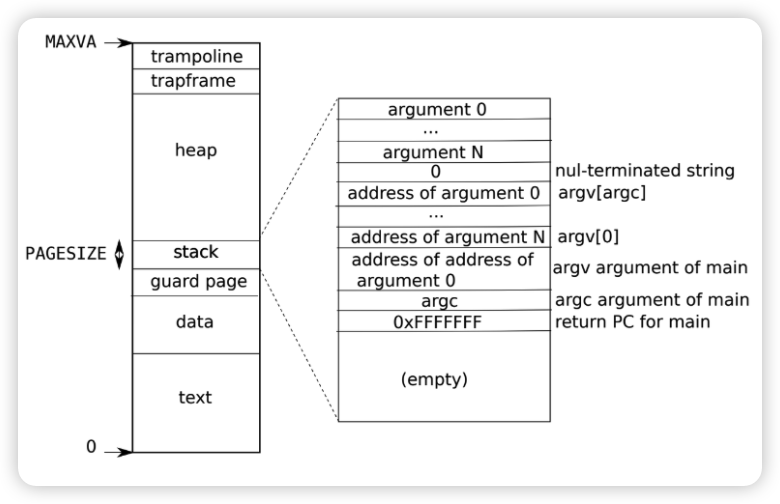 MAXVA
trampoline
trapframe
heap
PAGESIZE
stack
guard page
data
text
0
argument 0
...
argument N
0
nul-terminated string
address of argument 0
argv[argc]
...
address of argument N
argv[0]
address of address of
argument 0
argv argument of main
argc
argc argument of main
0xFFFFFFF
return PC for main
(empty)